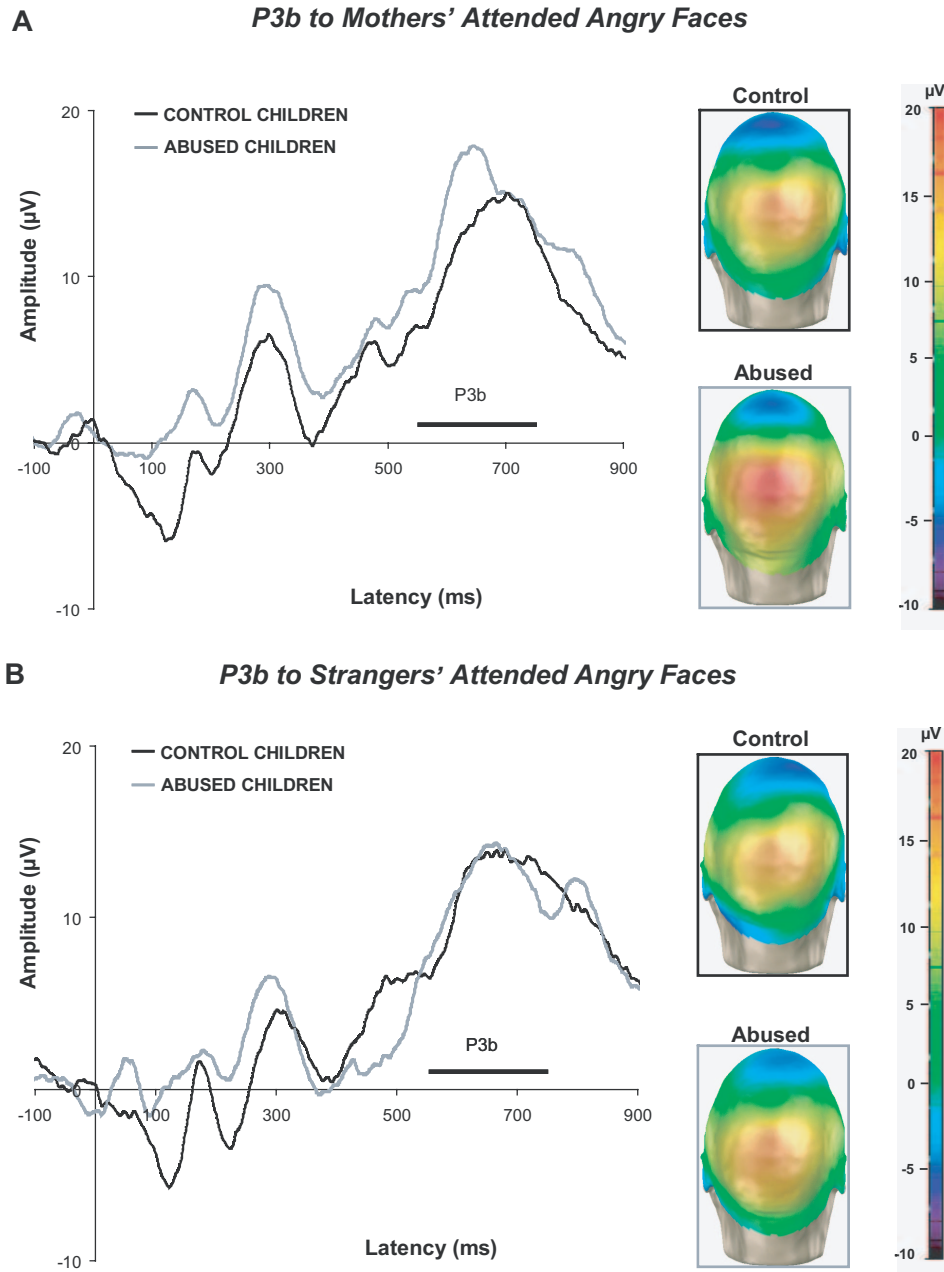 A
P3b to Mothers' Attended Angry Faces
CONTROL CHILDREN
ABUSED CHILDREN
Amplitude (µV)
20
10
0
-10
-100
100
300
500
700
900
P3b
Latency (ms)
Control
Abused
µV
20
15
10
5
0
-5
-10
B
P3b to Strangers' Attended Angry Faces
CONTROL CHILDREN
ABUSED CHILDREN
Amplitude (µV)
20
10
0
-10
-100
100
300
500
700
900
P3b
Latency (ms)
Control
Abused
µV
20
15
10
5
0
-5
-10